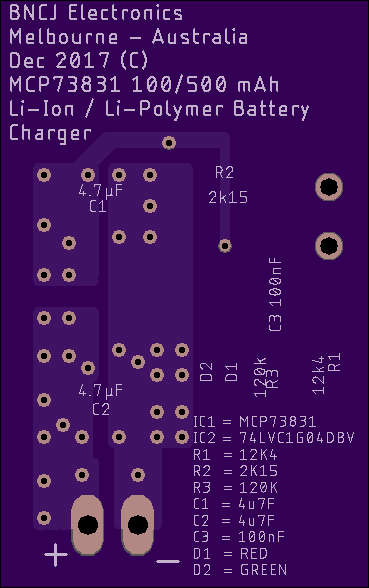 BNCJ Electronics
Melbourne – Australia
Dec 2017 (C)
MCP73831 100/500 mAh
Li-Ion / Li-Polymer Battery
Charger
R2
2k15
4.7µF
C1
C3 100nF
D2
D1
120k
R3
12k4
R1
4.7µF
C2
IC1 = MCP73831
IC2 = 74LVC1G04DBV
R1 = 12K4
R2 = 2K15
R3 = 120K
C1 = 4u7F
C2 = 4u7F
C3 = 100nF
D1 = RED
D2 = GREEN
+ –